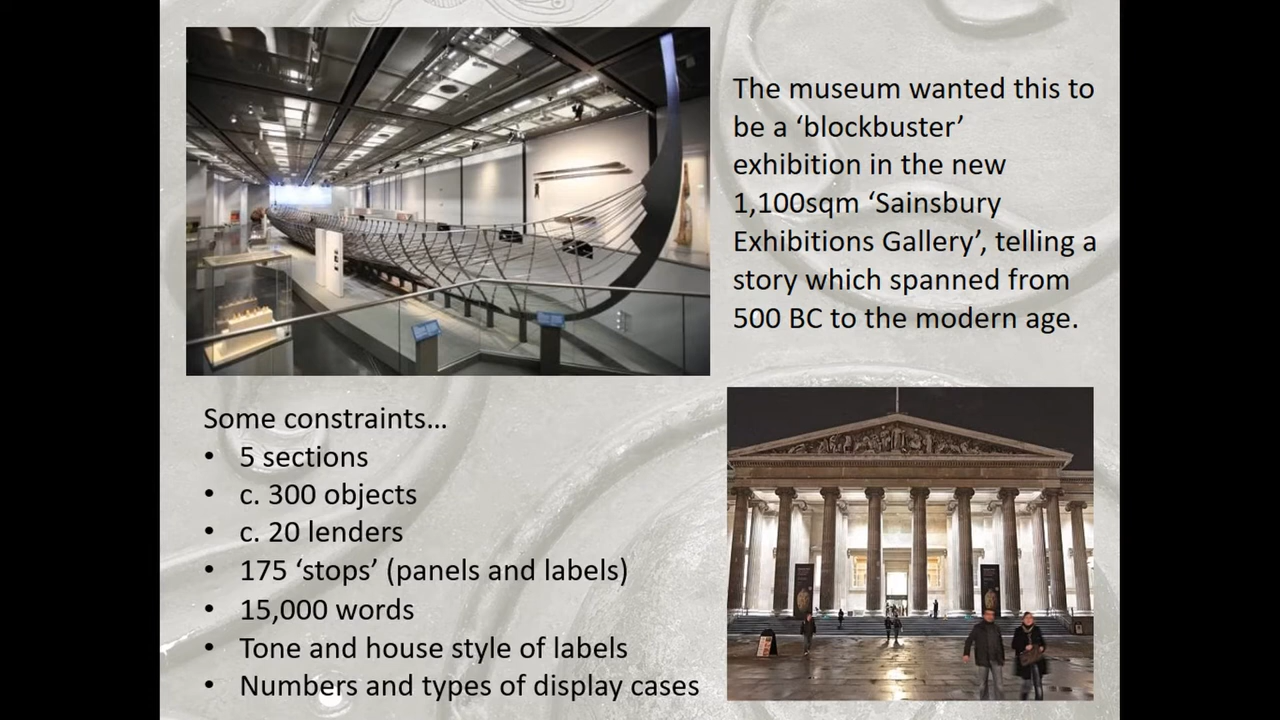 The museum wanted this to
be a ‘blockbuster’
exhibition in the new
1,100sqm ‘Sainsbury
Exhibitions Gallery’, telling a
story which spanned from
500 BC to the modern age.
Some constraints…
• 5 sections
• c. 300 objects
• c. 20 lenders
• 175 ‘stops’ (panels and labels)
• 15,000 words
• Tone and house style of labels
• Numbers and types of display cases